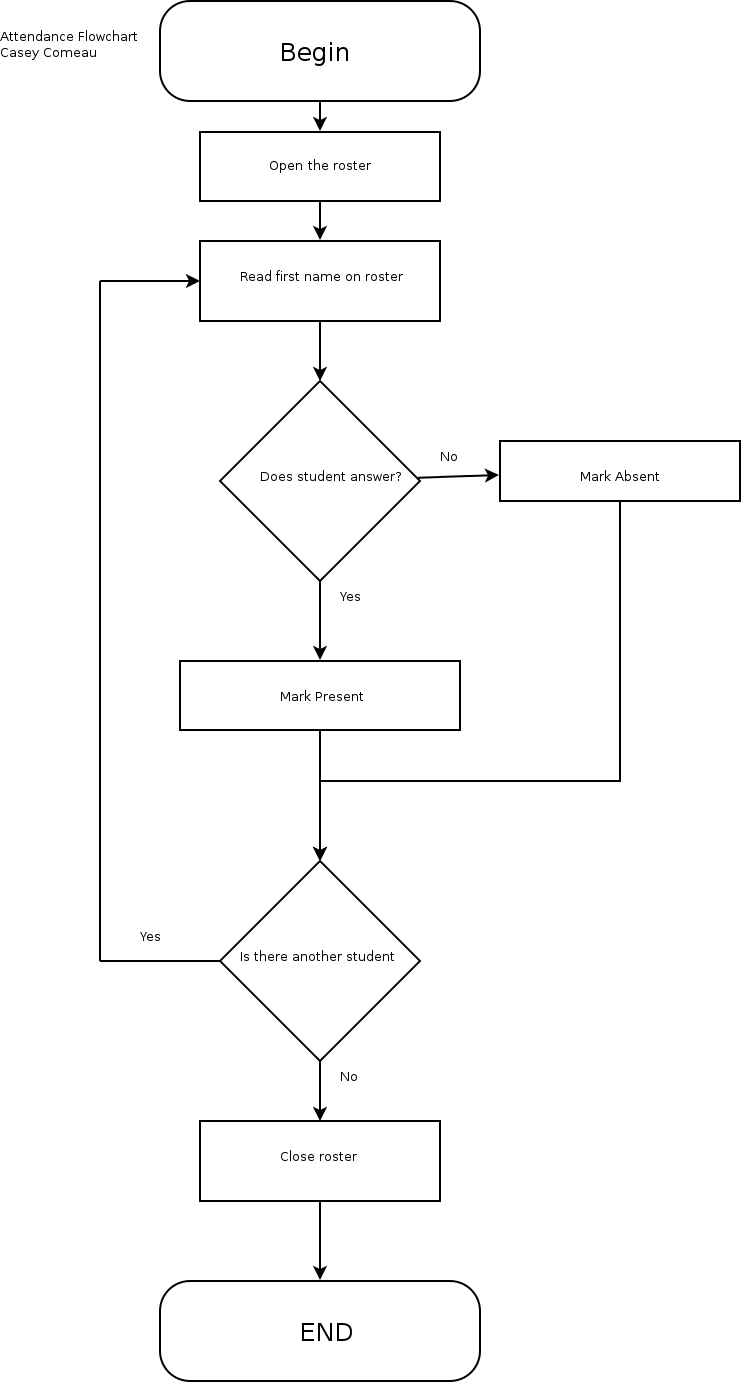 Attendance Flowchart
Casey Comeau
Begin
Open the roster
Read first name on roster
Does student answer?
No
Mark Absent
Yes
Mark Present
Yes
Is there another student
No
Close roster
END